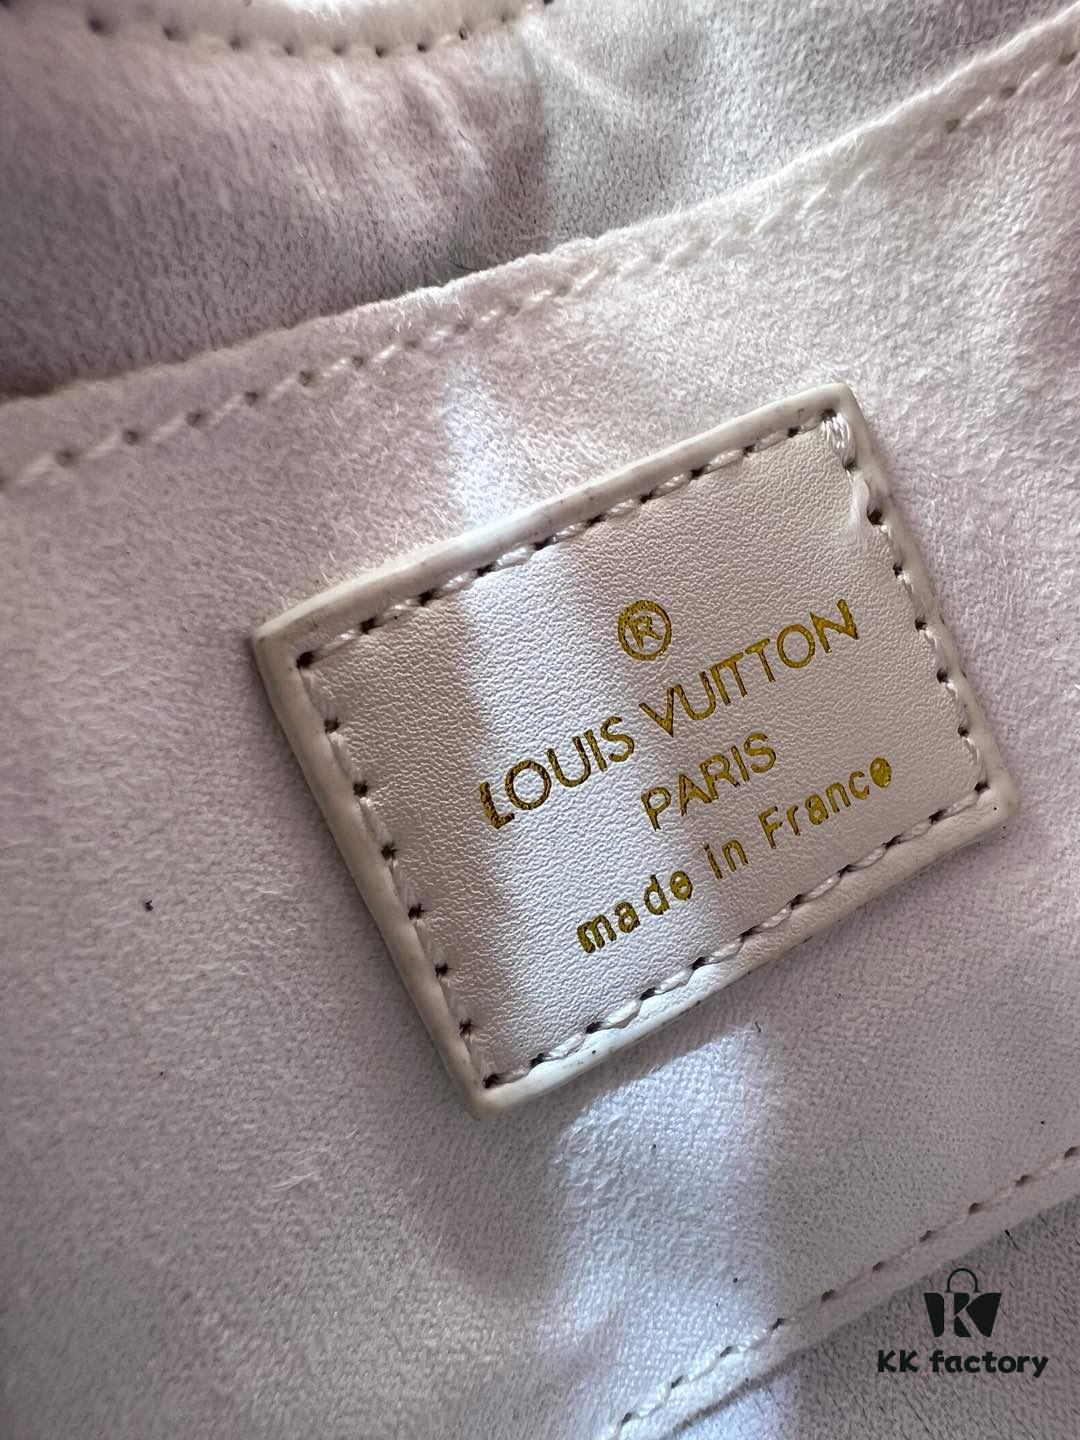 ®
LOUIS VUITTON
PARIS
made in France
KK factory